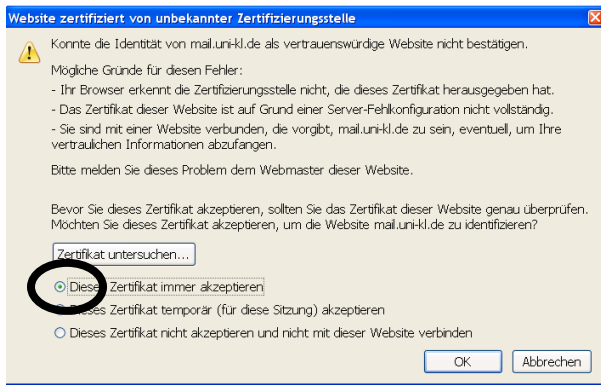 Website zertifiziert von unbekannter Zertifizierungsstelle
Konnte die Identität von mail.uni-kl.de als vertrauenswürdige Website nicht bestätigen.
Mögliche Gründe für diesen Fehler:
- Ihr Browser erkennt die Zertifizierungsstelle nicht, die dieses Zertifikat herausgegeben hat.
- Das Zertifikat dieser Website ist auf Grund einer Server-Fehlkonfiguration nicht vollständig.
- Sie sind mit einer Website verbunden, die vorgibt, mail.uni-kl.de zu sein, eventuell, um Ihre
vertraulichen Informationen abzufangen.
Bitte melden Sie dieses Problem dem Webmaster dieser Website.
Bevor Sie dieses Zertifikat akzeptieren, sollten Sie das Zertifikat dieser Website genau überprüfen.
Möchten Sie dieses Zertifikat akzeptieren, um die Website mail.uni-kl.de zu identifizieren?
Zertifikat untersuchen...
Dieses Zertifikat immer akzeptieren
Dieses Zertifikat temporär (für diese Sitzung) akzeptieren
Dieses Zertifikat nicht akzeptieren und nicht mit dieser Website verbinden
OK
Abbrechen